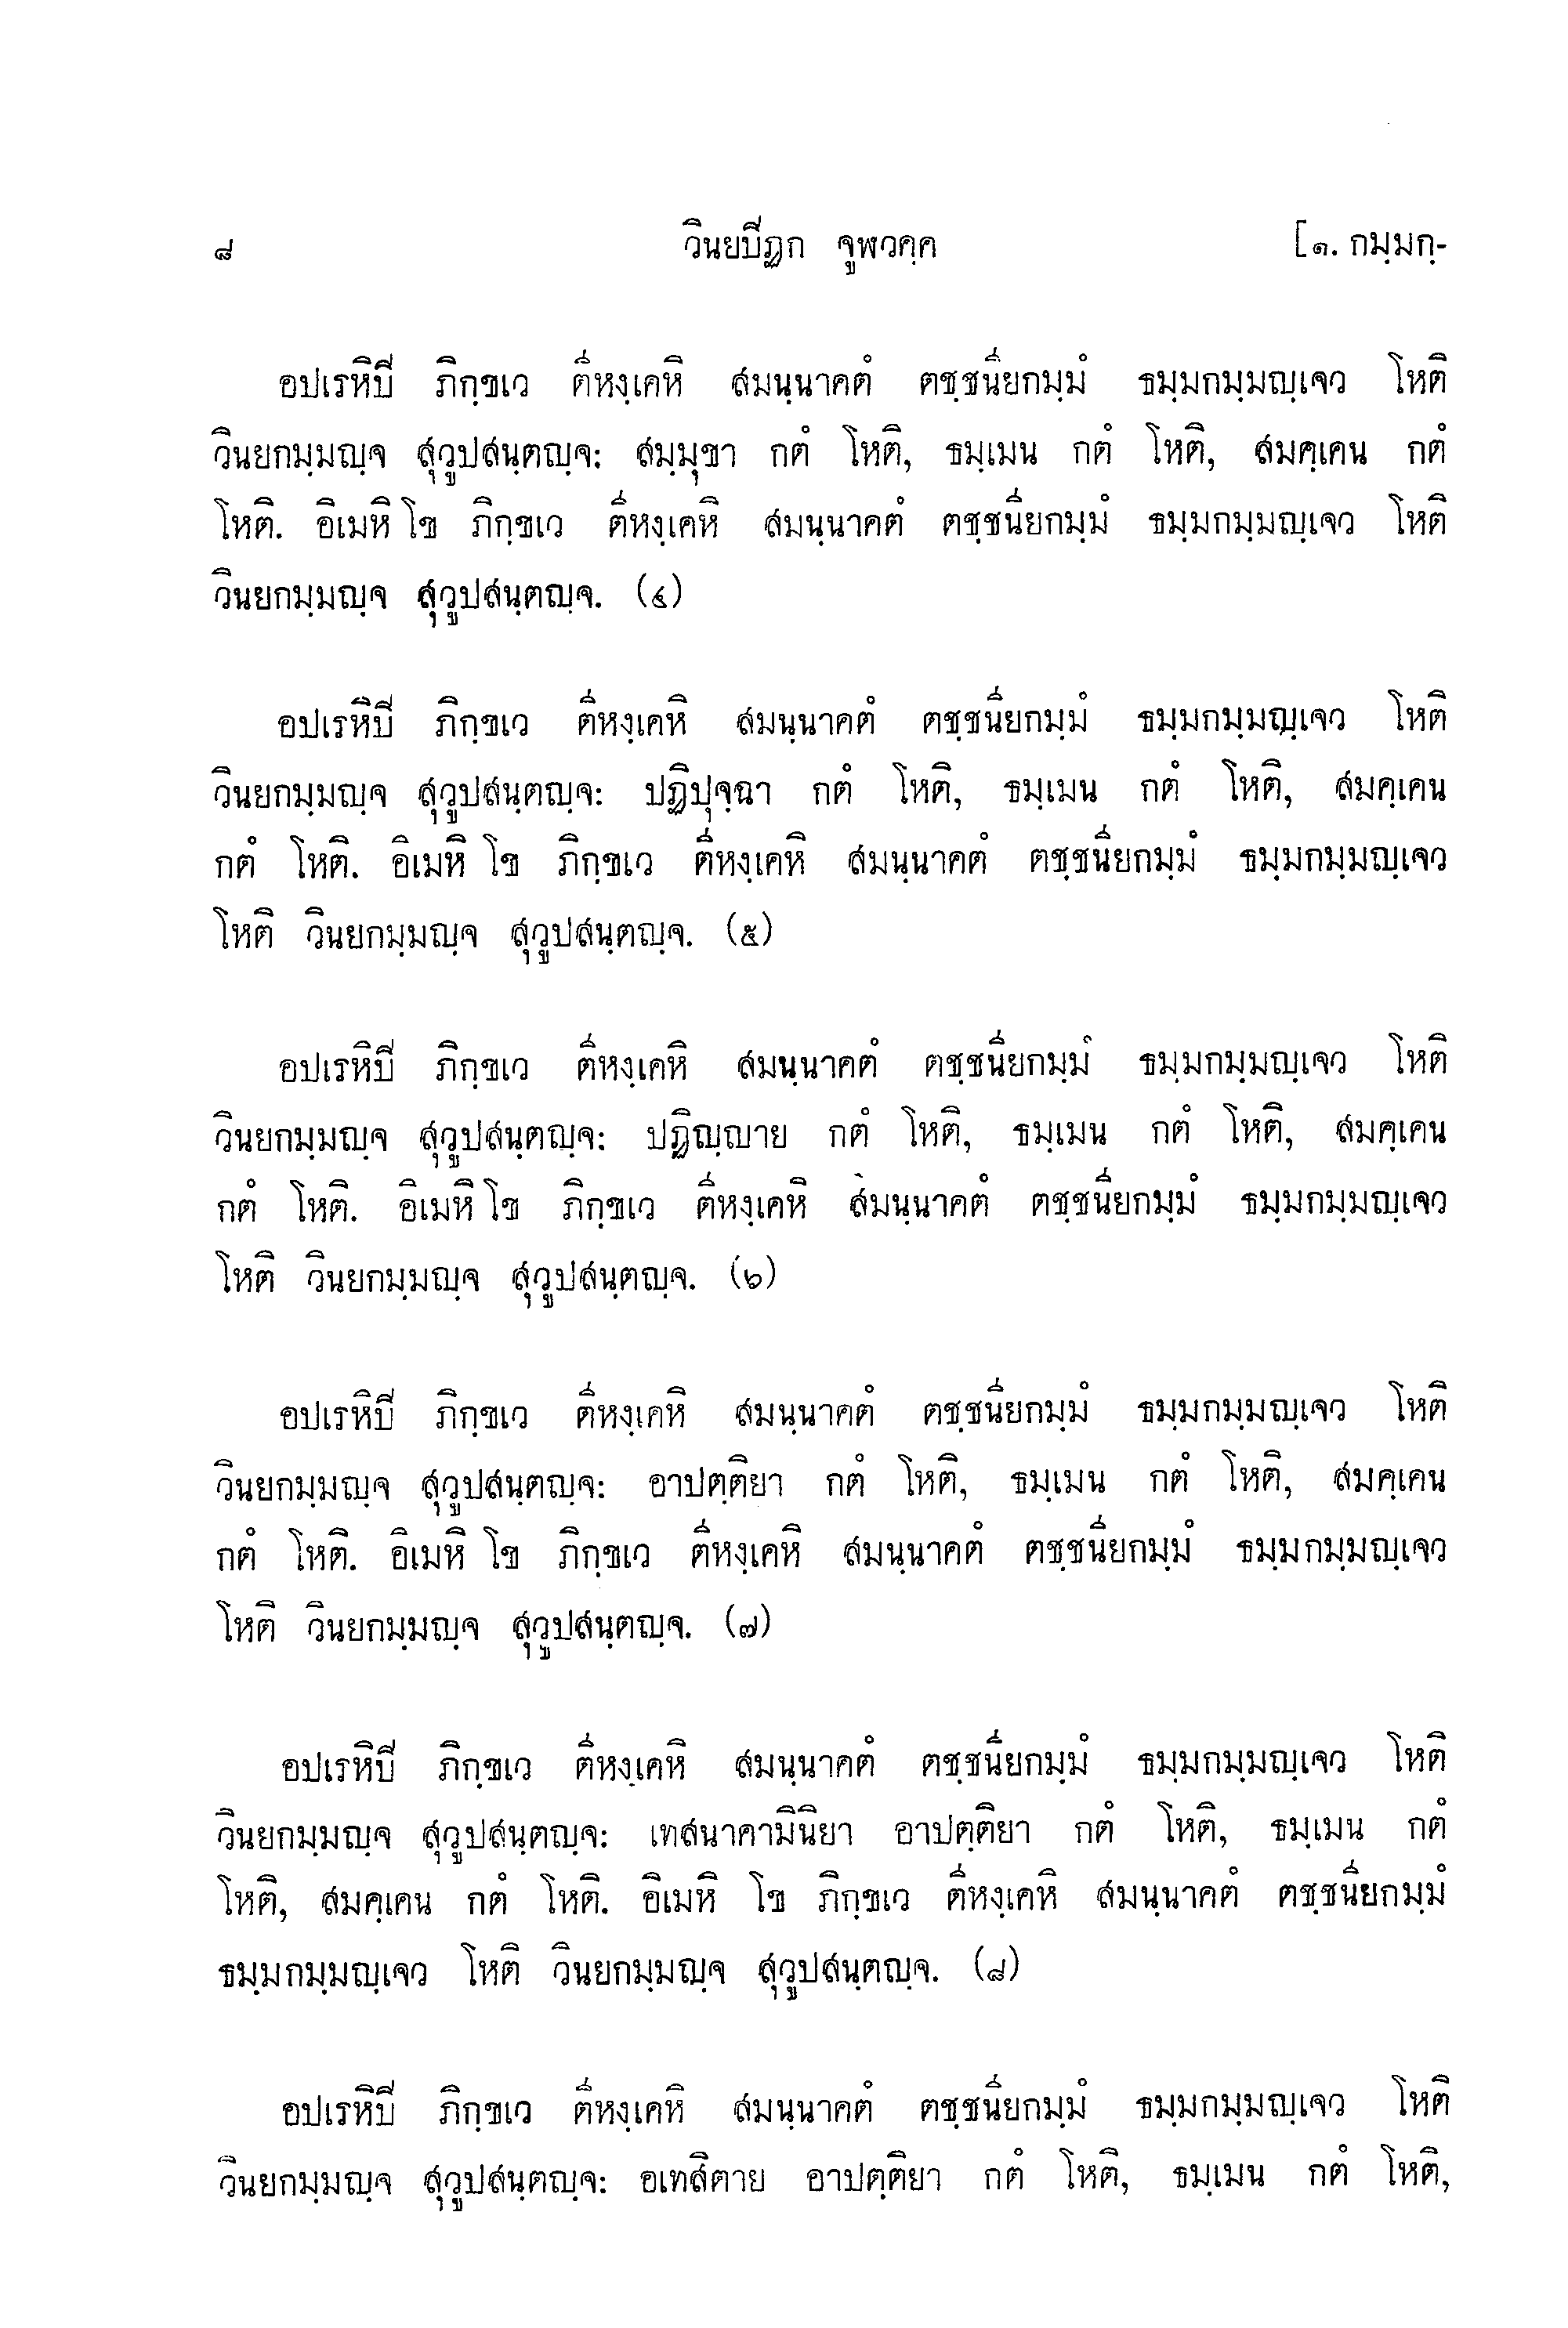 ๘ วินยปิฏก จูฬวคฺค [๑. กมฺมกฺ-
อปเรหิปิ ภิกฺขเว ตีหงฺเคหิ สมนฺนาคตํ ตชฺชนียกมฺมํ ธมฺมกมฺมญฺเจว โหติ
วินยกมฺมญฺจ สุวูปสนฺตญฺจ: สมฺมุขา กตํ โหติ, ธมฺเมน กตํ โหติ, สมคฺเคน กตํ
โหติ. อิเมหิ โข ภิกฺขเว ตีหงฺเคหิ สมนฺนาคตํ ตชฺชนียกมฺมํ ธมฺมกมฺมญฺเจว โหติ
วินยกมฺมญฺจ สุวูปสนฺตญฺจ. (๔)
อปเรหิปิ ภิกฺขเว ตีหงฺเคหิ สมนฺนาคตํ ตชฺชนียกมฺมํ ธมฺมกมฺมญฺเจว โหติ
วินยกมฺมญฺจ สุวูปสนฺตญฺจ: ปฏิปุจฺฉา กตํ โหติ, ธมฺเมน กตํ โหติ, สมคฺเคน
กตํ โหติ. อิเมหิ โข ภิกฺขเว ตีหงฺเคหิ สมนฺนาคตํ ตชฺชนียกมฺมํ ธมฺมกมฺมญฺเจว
โหติ วินยกมฺมญฺจ สุวูปสนฺตญฺจ. (๕)
อปเรหิปิ ภิกฺขเว ตีหงฺเคหิ สมนฺนาคตํ ตชฺชนียกมฺมํ ธมฺมกมฺมญฺเจว โหติ
วินยกมฺมญฺจ สุวูปสนฺตญฺจ: ปฏิญฺญาย กตํ โหติ, ธมฺเมน กตํ โหติ, สมคฺเคน
กตํ โหติ. อิเมหิ โข ภิกฺขเว ตีหงฺเคหิ สมนฺนาคตํ ตชฺชนียกมฺมํ ธมฺมกมฺมญฺเจว
โหติ วินยกมฺมญฺจ สุวูปสนฺตญฺจ. (๖)
อปเรหิปิ ภิกฺขเว ตีหงฺเคหิ สมนฺนาคตํ ตชฺชนียกมฺมํ ธมฺมกมฺมญฺเจว โหติ
วินยกมฺมญฺจ สุวูปสนฺตญฺจ: อาปตฺติยา กตํ โหติ, ธมฺเมน กตํ โหติ, สมคฺเคน
กตํ โหติ. อิเมหิ โข ภิกฺขเว ตีหงฺเคหิ สมนฺนาคตํ ตชฺชนียกมฺมํ ธมฺมกมฺมญฺเจว
โหติ วินยกมฺมญฺจ สุวูปสนฺตญฺจ. (๗)
อปเรหิปิ ภิกฺขเว ตีหงฺเคหิ สมนฺนาคตํ ตชฺชนียกมฺมํ ธมฺมกมฺมญฺเจว โหติ
วินยกมฺมญฺจ สุวูปสนฺตญฺจ: เทสนาคามินิยา อาปตฺติยา กตํ โหติ, ธมฺเมน กตํ
โหติ, สมคฺเคน กตํ โหติ. อิเมหิ โข ภิกฺขเว ตีหงฺเคหิ สมนฺนาคตํ ตชฺชนียกมฺมํ
ธมฺมกมฺมญฺเจว โหติ วินยกมฺมญฺจ สุวูปสนฺตญฺจ. (๘)
อปเรหิปิ ภิกฺขเว ตีหงฺเคหิ สมนฺนาคตํ ตชฺชนียกมฺมํ ธมฺมกมฺมญฺเจว โหติ
วินยกมฺมญฺจ สุวูปสนฺตญฺจ: อเทสิตาย อาปตฺติยา กตํ โหติ, ธมฺเมน กตํ โหติ,